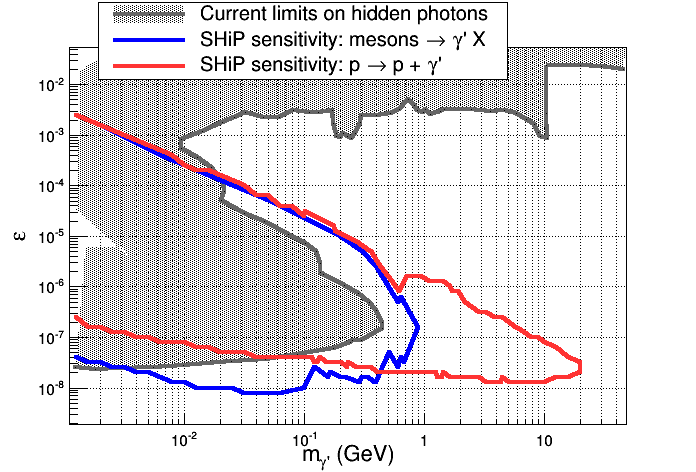 Current limits on hidden photons
SHiP sensitivity: mesons → γ' X
SHiP sensitivity: p → p + γ'
10⁻²
10⁻³
10⁻⁴
10⁻⁵
10⁻⁶
10⁻⁷
10⁻⁸
ε
10⁻² 10⁻¹ 1 10
m_γ' (GeV)